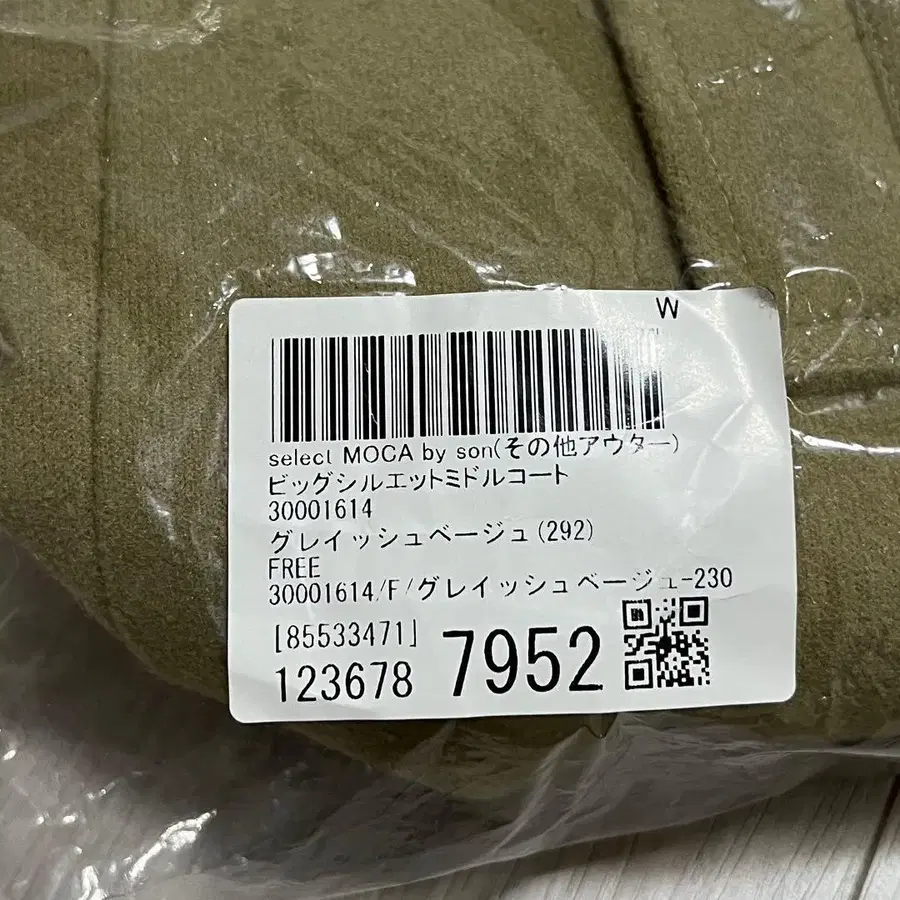 W
select MOCA by son(その他アウター)
ビッグシルエットミドルコート
30001614
グレイッシュベージュ(292)
FREE
30001614/F/グレイッシュベージュ-230
[85533471]
123678 7952